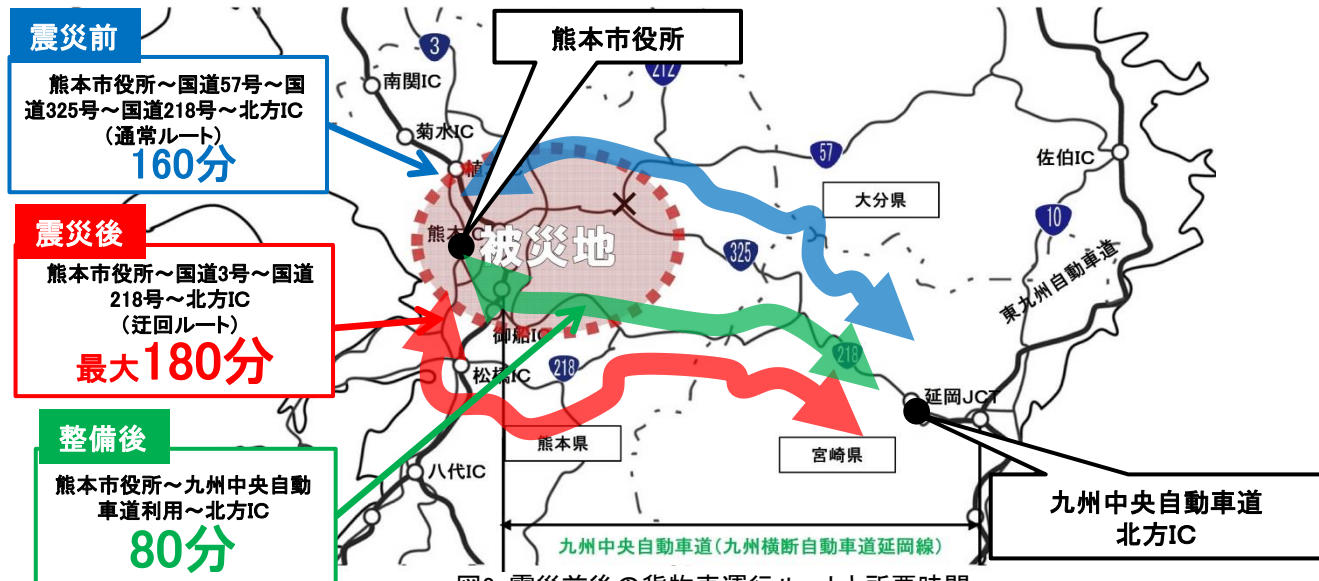 震災前
熊本市役所～国道57号～国
道325号～国道218号～北方IC
（通常ルート）
160分
震災後
熊本市役所～国道3号～国道
218号～北方IC
（迂回ルート）
最大180分
整備後
熊本市役所～九州中央自動
車道利用～北方IC
80分
熊本市役所
3
212
南関IC
菊水IC
植
57
佐伯IC
大分県
10
熊本
被災地
325
東九州自動車道
御船IC
218
218
松橋IC
延岡JCT
熊本県
宮崎県
八代IC
九州中央自動車道
北方IC
九州中央自動車道（九州横断自動車道延岡線）